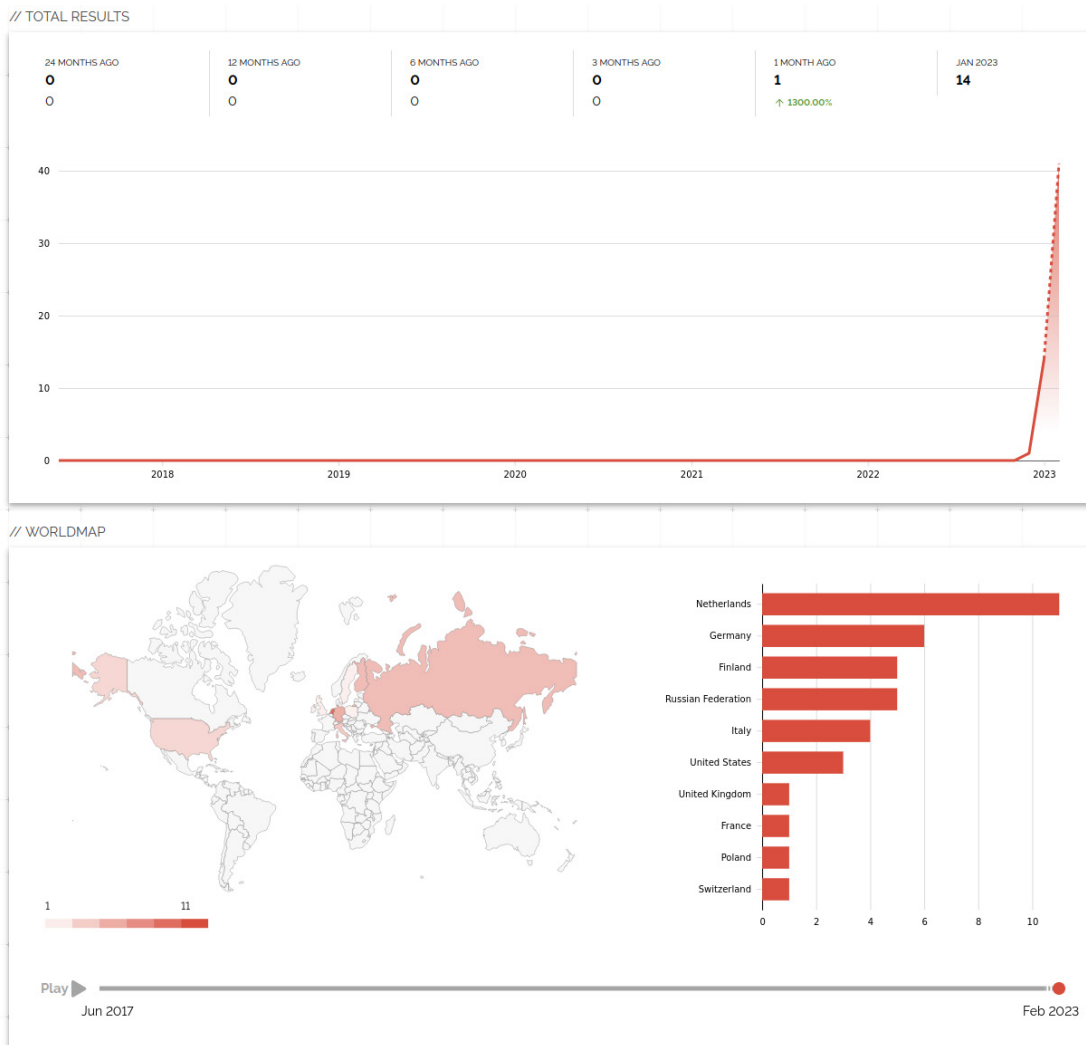 // TOTAL RESULTS
24 MONTHS AGO
0
0
12 MONTHS AGO
0
0
6 MONTHS AGO
0
0
3 MONTHS AGO
0
0
1 MONTH AGO
1
↑ 1300.00%
JAN 2023
14
40
30
20
10
0
2018 2019 2020 2021 2022 2023
// WORLDMAP
1 11
Netherlands
Germany
Finland
Russian Federation
Italy
United States
United Kingdom
France
Poland
Switzerland
0 2 4 6 8 10
Play
Jun 2017 Feb 2023